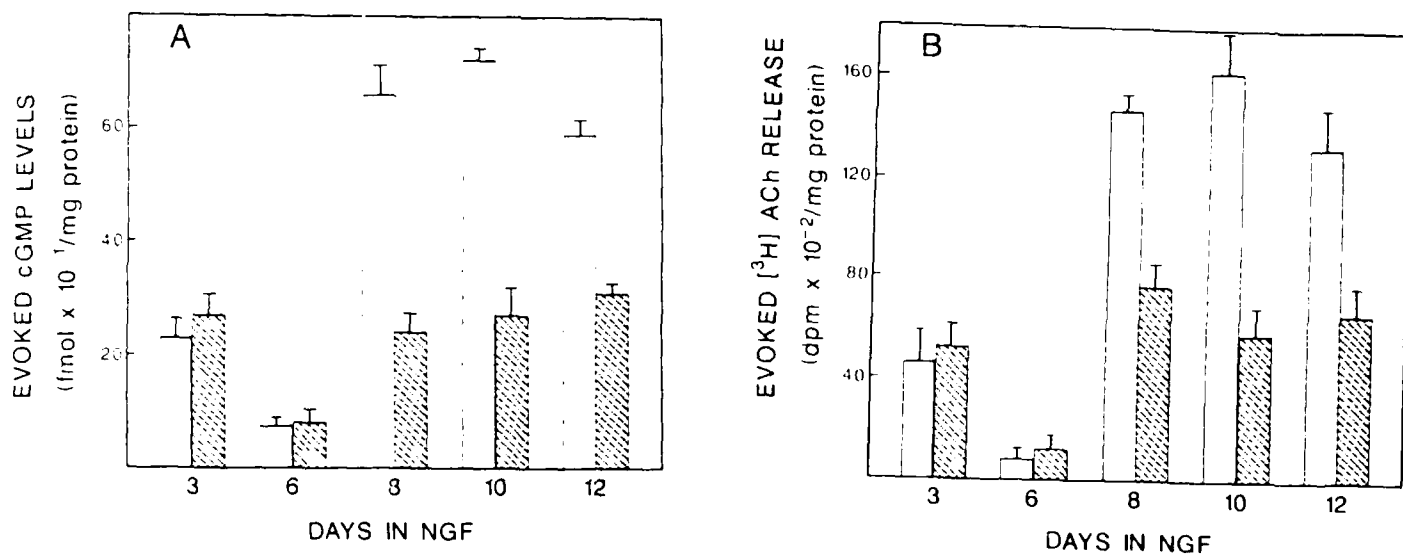 A
EVOKED cGMP LEVELS
(fmol x 10⁻¹/mg protein)
60
40
20
3 6 8 10 12
DAYS IN NGF
B
EVOKED [³H] ACh RELEASE
(dpm x 10⁻²/mg protein)
160
120
80
40
3 6 8 10 12
DAYS IN NGF